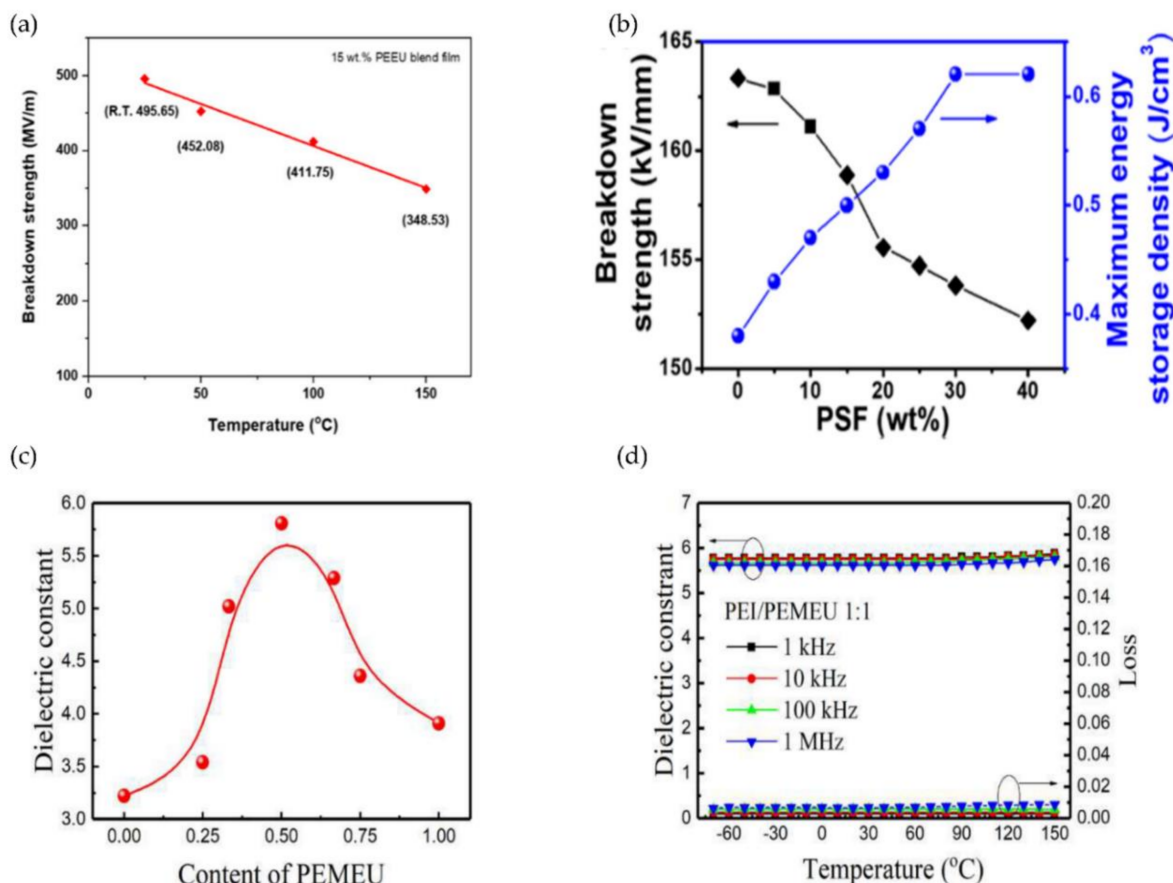 (a)
15 wt.% PEEU blend film
Breakdown strength (MV/m)
500
400
300
200
100
(R.T. 495.65)
(452.08)
(411.75)
(348.53)
0
50
100
150
Temperature (°C)
(b)
Breakdown
strength (kV/mm)
165
160
155
150
0.6
0.5
0.4
Maximum energy
storage density (J/cm³)
0
10
20
30
40
PSF (wt%)
(c)
Dielectric constant
6.0
5.5
5.0
4.5
4.0
3.5
3.0
0.00
0.25
0.50
0.75
1.00
Content of PEMEU
(d)
Dielectric constrant
7
6
5
4
3
2
1
0
PEI/PEMEU 1:1
1 kHz
10 kHz
100 kHz
1 MHz
0.20
0.18
0.16
0.14
0.12
0.10
0.08
0.06
0.04
0.02
0.00
Loss
-60
-30
0
30
60
90
120
150
Temperature (°C)